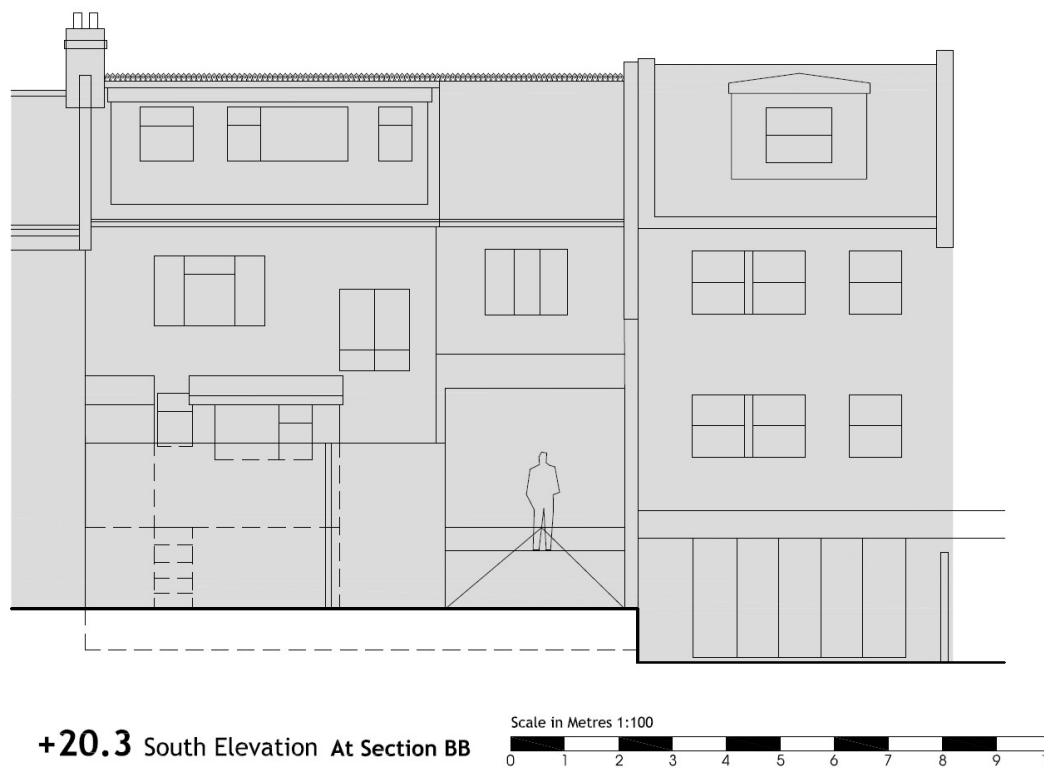 +20.3 South Elevation At Section BB
Scale in Metres 1:100
0 1 2 3 4 5 6 7 8 9